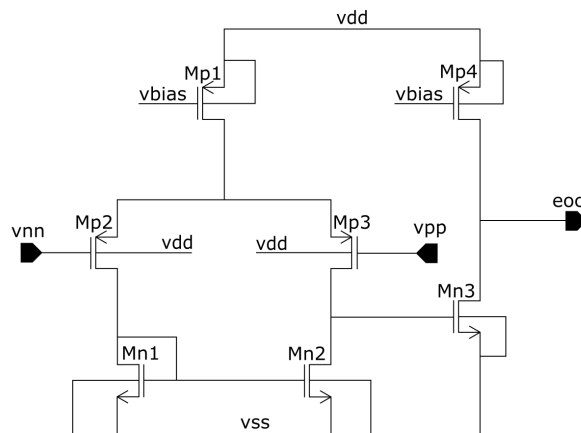 vdd
Mp1
Mp4
vbias
vbias
Mp2
Mp3
vnn
vdd
vdd
vpp
eoc
Mn3
Mn1
Mn2
vss